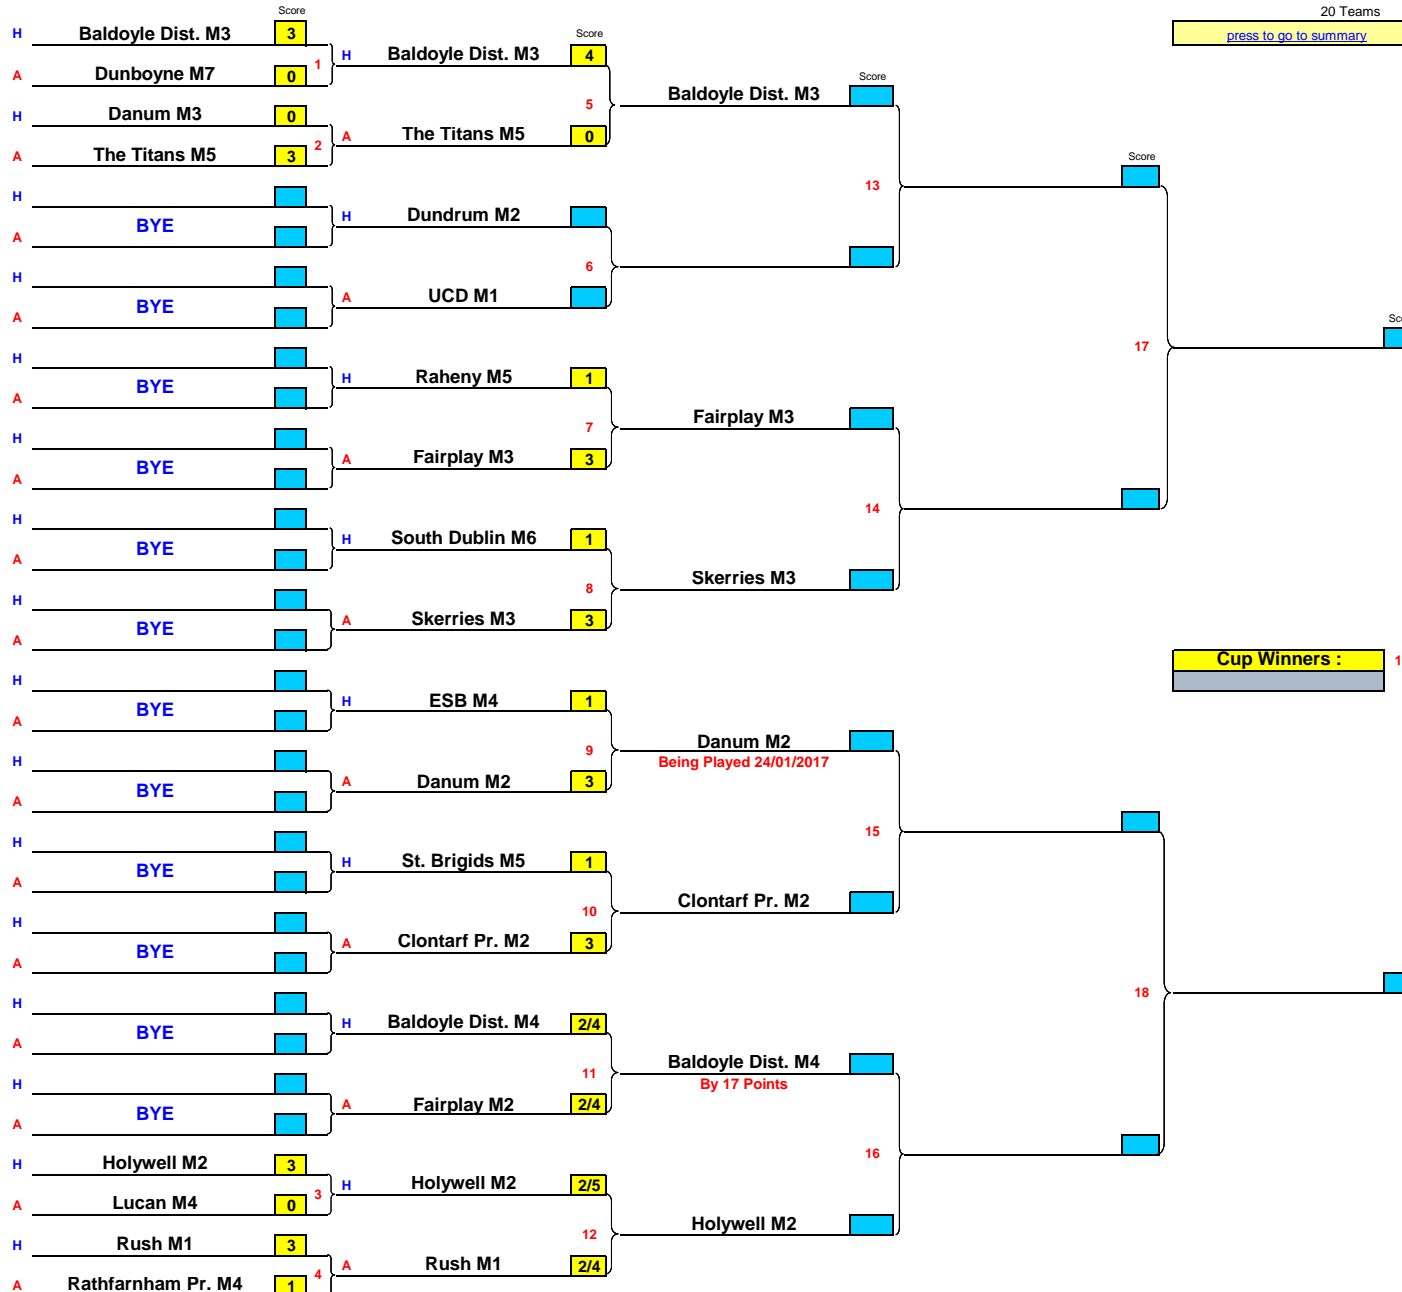 Score
20 Teams
H Baldoyle Dist. M3 3
Score
press to go to summary
1 H Baldoyle Dist. M3 4
A Dunboyne M7 0
Score
5 Baldoyle Dist. M3
H Danum M3 0
2 A The Titans M5 0
A The Titans M5 3
Score
13
H
BYE H Dundrum M2
A
6
H
BYE A UCD M1
A
17
H
BYE H Raheny M5 1
A
7 Fairplay M3
H
BYE A Fairplay M3 3
A
14
H
BYE H South Dublin M6 1
A
8 Skerries M3
H
BYE A Skerries M3 3
A
Cup Winners :
H
BYE H ESB M4 1
A
9 Danum M2
Being Played 24/01/2017
H
BYE A Danum M2 3
A
15
H
BYE H St. Brigids M5 1
A
10 Clontarf Pr. M2
H
BYE A Clontarf Pr. M2 3
A
18
H
BYE H Baldoyle Dist. M4 2/4
A
11 Baldoyle Dist. M4
By 17 Points
H
BYE A Fairplay M2 2/4
A
16
H Holywell M2 3
3 H Holywell M2 2/5
A Lucan M4 0
12 Holywell M2
H Rush M1 3
4 A Rush M1 2/4
A Rathfarnham Pr. M4 1